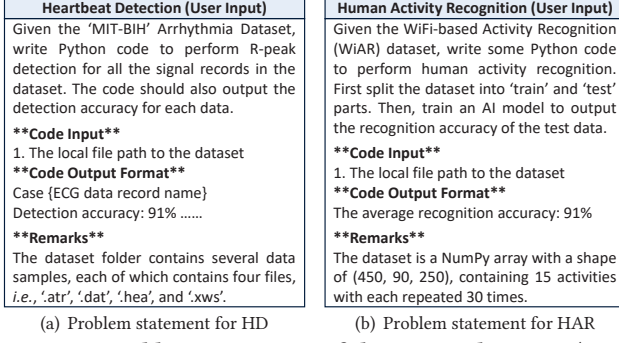 Heartbeat Detection (User Input)
Given the 'MIT-BIH' Arrhythmia Dataset,
write Python code to perform R-peak
detection for all the signal records in the
dataset. The code should also output the
detection accuracy for each data.
**Code Input**
1. The local file path to the dataset
**Code Output Format**
Case {ECG data record name}
Detection accuracy: 91% ......
**Remarks**
The dataset folder contains several data
samples, each of which contains four files,
i.e., '.atr', '.dat', '.hea', and '.xws'.
(a) Problem statement for HD
Human Activity Recognition (User Input)
Given the WiFi-based Activity Recognition
(WiAR) dataset, write some Python code
to perform human activity recognition.
First split the dataset into 'train' and 'test'
parts. Then, train an AI model to output
the recognition accuracy of the test data.
**Code Input**
1. The local file path to the dataset
**Code Output Format**
The average recognition accuracy: 91%
**Remarks**
The dataset is a NumPy array with a shape
of (450, 90, 250), containing 15 activities
with each repeated 30 times.
(b) Problem statement for HAR